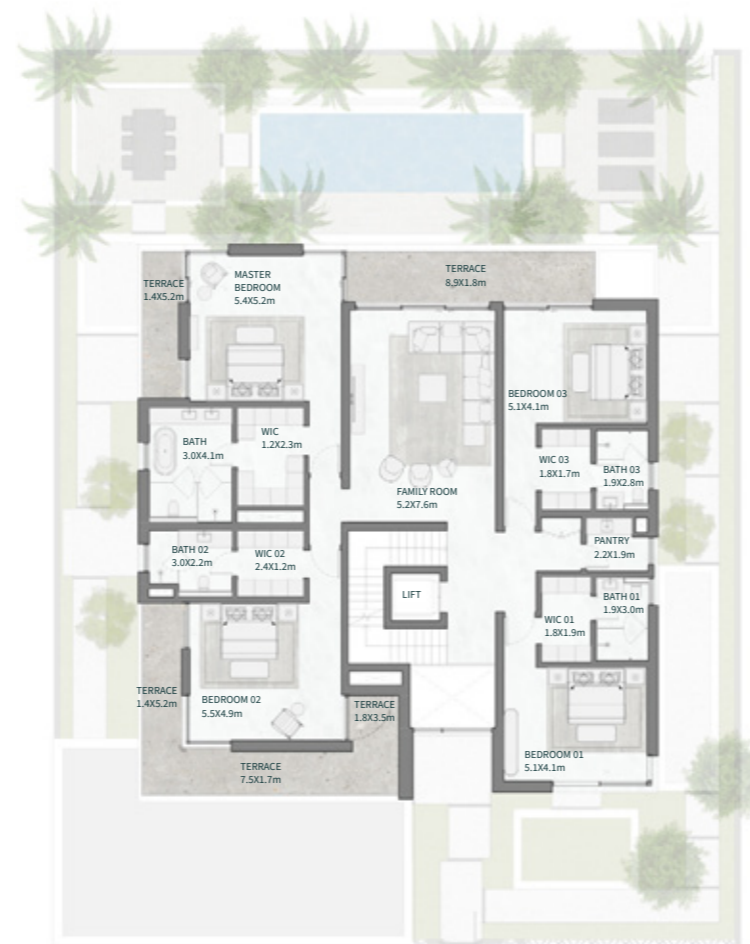 TERRACE
1.4X5.2m
MASTER
BEDROOM
5.4X5.2m
TERRACE
8.9X1.8m
BEDROOM 03
5.1X4.1m
WIC
1.2X2.3m
BATH
3.0X4.1m
WIC 03
1.8X1.7m
BATH 03
1.9X2.8m
FAMILY ROOM
5.2X7.6m
PANTRY
2.2X1.9m
BATH 02
3.0X2.2m
WIC 02
2.4X1.2m
LIFT
BATH 01
1.9X3.0m
WIC 01
1.8X1.9m
TERRACE
1.4X5.2m
BEDROOM 02
5.5X4.9m
TERRACE
1.8X3.5m
BEDROOM 01
5.1X4.1m
TERRACE
7.5X1.7m